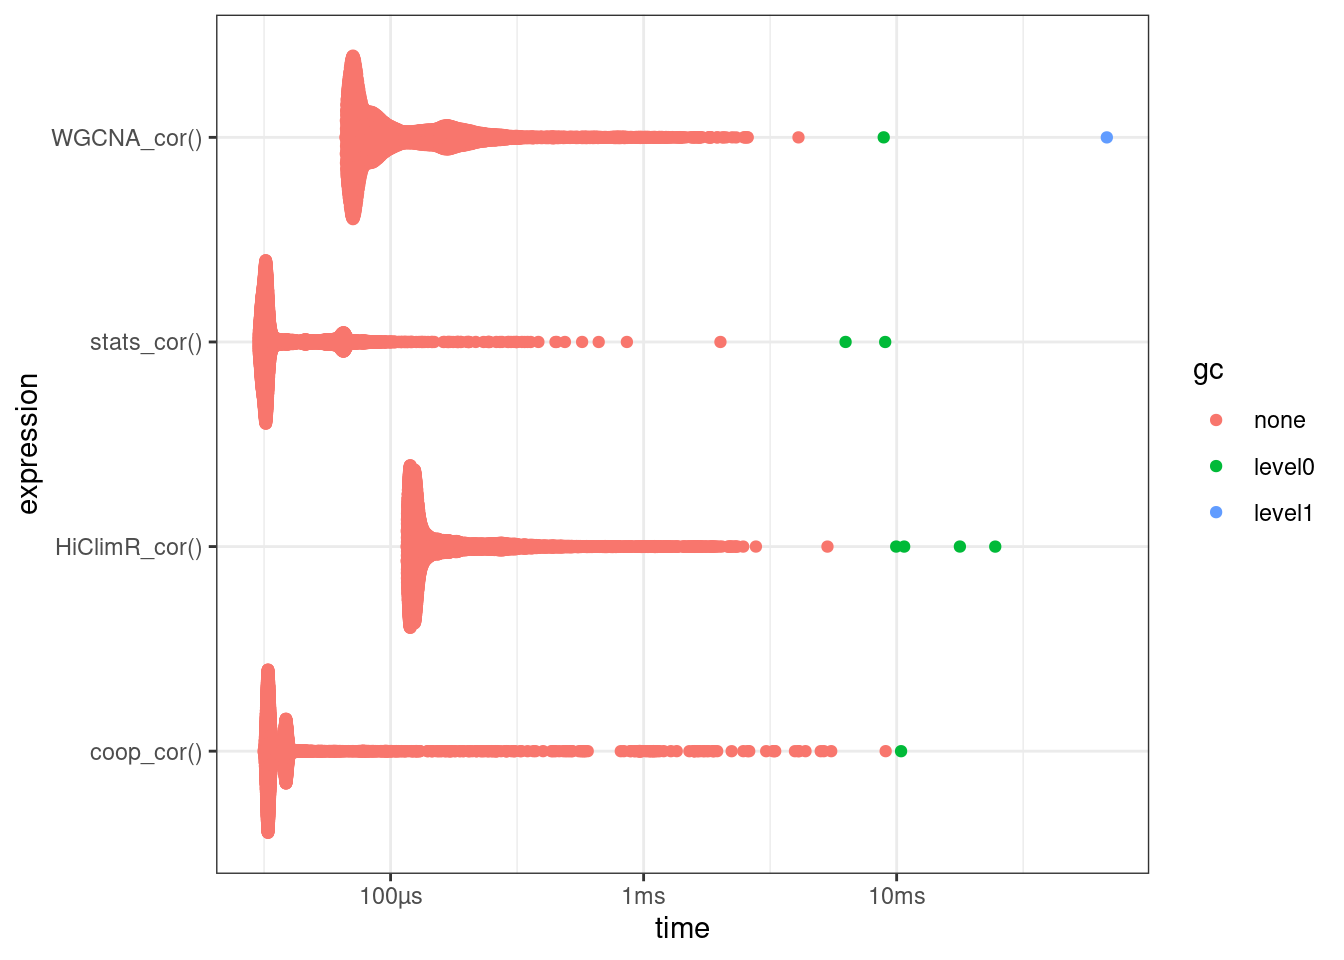 WGCNA_cor()
stats_cor()
HiClimR_cor()
coop_cor()
expression
100µs
1ms
10ms
time
gc
none
level0
level1